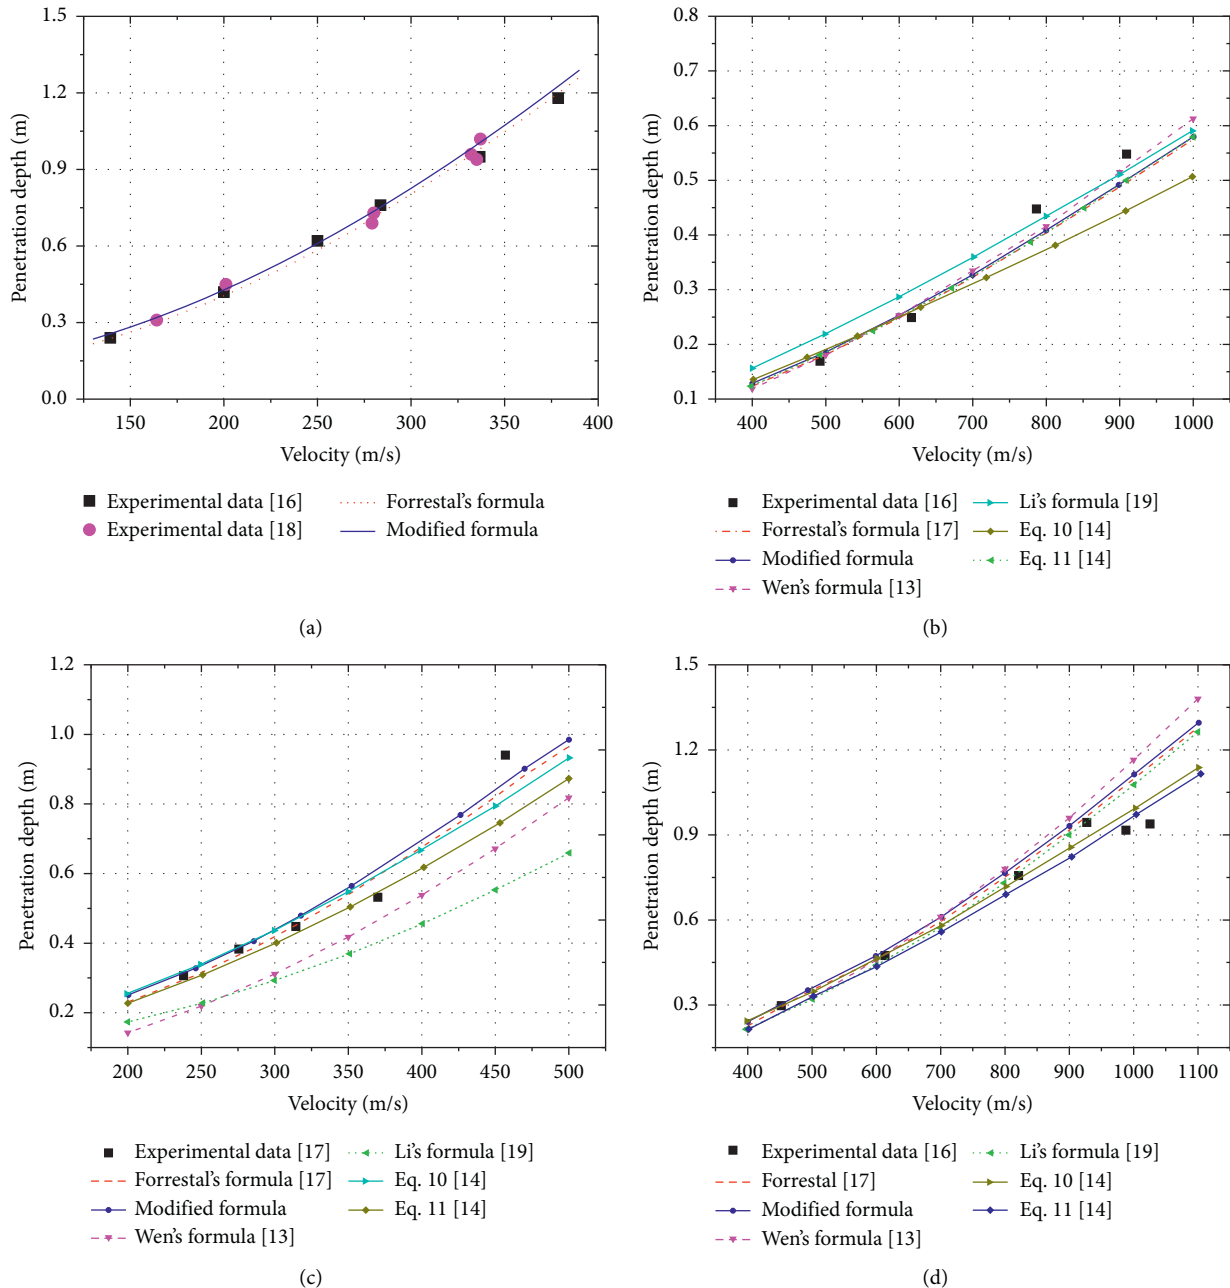 1.5
1.2
0.9
0.6
0.3
0.0
Penetration depth (m)
150 200 250 300 350 400
Velocity (m/s)
Experimental data [16]
Experimental data [18]
Forrestal's formula
Modified formula
(a)
0.8
0.7
0.6
0.5
0.4
0.3
0.2
0.1
Penetration depth (m)
400 500 600 700 800 900 1000
Velocity (m/s)
Experimental data [16]
Forrestal's formula [17]
Modified formula
Wen's formula [13]
Li's formula [19]
Eq. 10 [14]
Eq. 11 [14]
(b)
1.2
1.0
0.8
0.6
0.4
0.2
Penetration depth (m)
200 250 300 350 400 450 500
Velocity (m/s)
Experimental data [17]
Forrestal's formula [17]
Modified formula
Wen's formula [13]
Li's formula [19]
Eq. 10 [14]
Eq. 11 [14]
(c)
1.5
1.2
0.9
0.6
0.3
Penetration depth (m)
400 500 600 700 800 900 1000 1100
Velocity (m/s)
Experimental data [16]
Forrestal [17]
Modified formula
Wen's formula [13]
Li's formula [19]
Eq. 10 [14]
Eq. 11 [14]
(d)